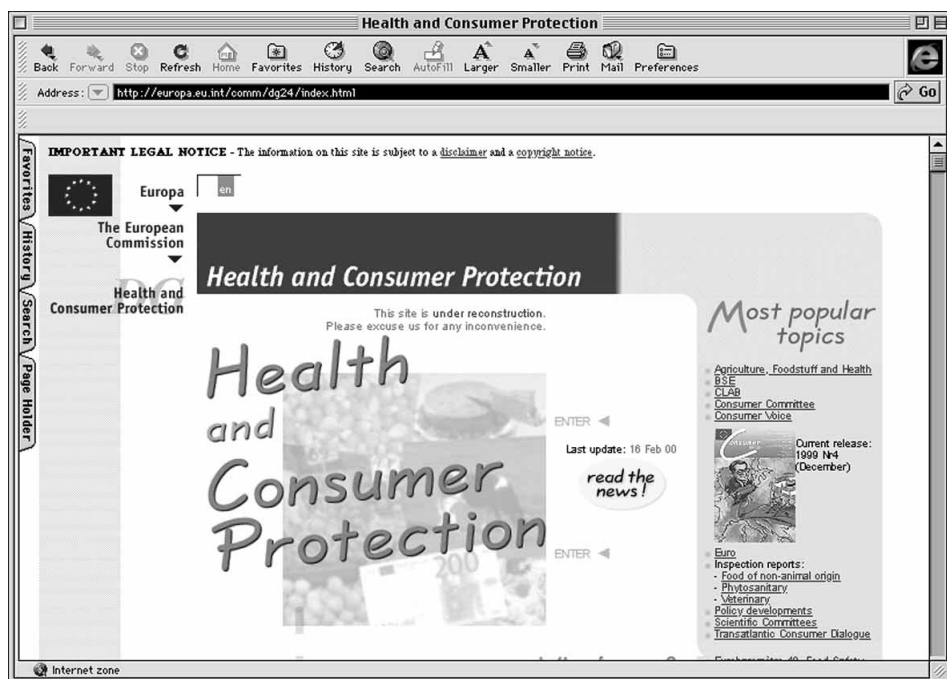 Health and Consumer Protection
Back Forward Stop Refresh Home Favorites History Search AutoFill Larger Smaller Print Mail Preferences
Address: http://europa.eu.int/comm/dg24/index.html Go
Favorites
History
Search
Page Holder
IMPORTANT LEGAL NOTICE - The information on this site is subject to a disclaimer and a copyright notice.
Europa
en
The European
Commission
DG
Health and
Consumer Protection
Health and Consumer Protection
This site is under reconstruction.
Please excuse us for any inconvenience.
Health
and
Consumer
Protection
200
ENTER
Last update: 16 Feb 00
read the
news!
ENTER
Most popular
topics
Agriculture, Foodstuff and Health
BSE
CLAB
Consumer Committee
Consumer Voice
Consumer
Current release:
1999 Nr4
(December)
Euro
Inspection reports:
- Food of non-animal origin
- Phytosanitary
- Veterinary
Policy developments
Scientific Committees
Transatlantic Consumer Dialogue
Internet zone